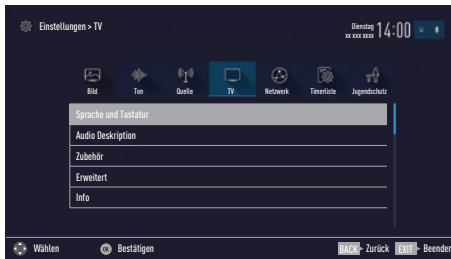 Einstellungen > TV
Dienstag
xx xxx xxxx
14:00
Bild
Ton
Quelle
TV
Netzwerk
Timerliste
Jugendschutz
Sprache und Tastatur
Audio Deskription
Zubehör
Erweitert
Info
Wählen
OK Bestätigen
BACK Zurück
EXIT Beenden